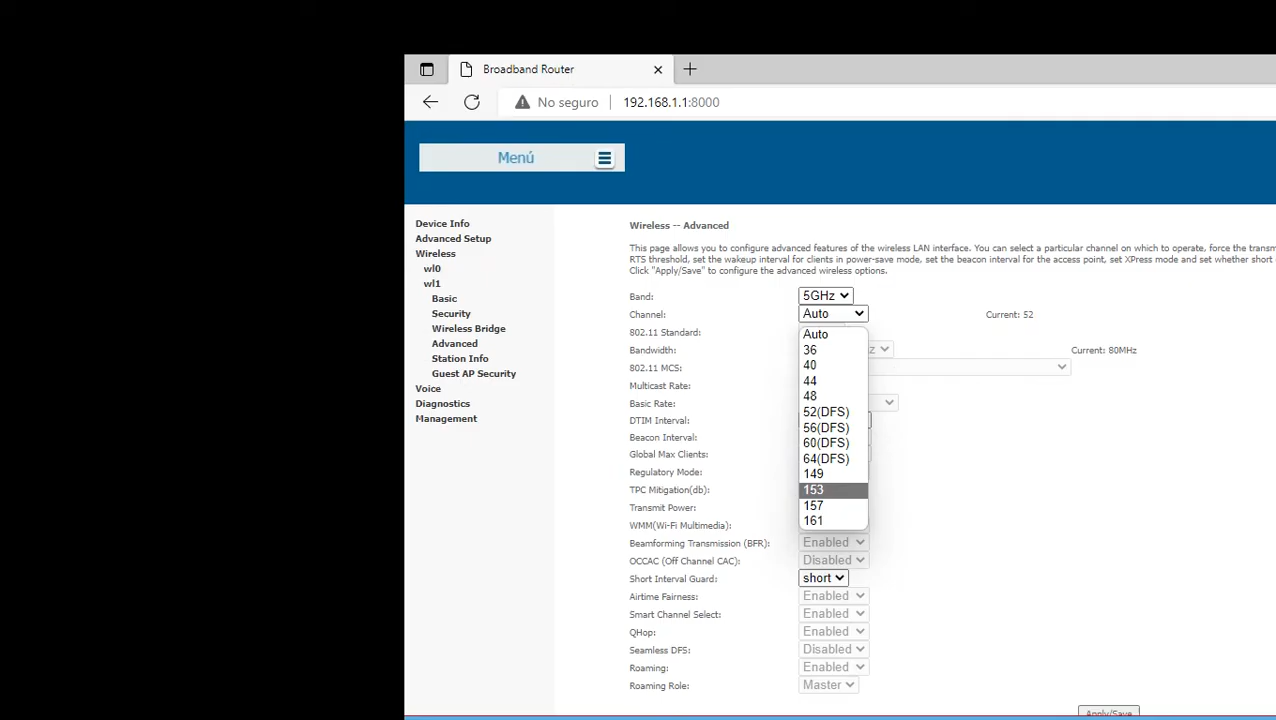 Broadband Router
No seguro
192.168.1.1:8000
Menú
Device Info
Advanced Setup
Wireless
wl0
wl1
Basic
Security
Wireless Bridge
Advanced
Station Info
Guest AP Security
Voice
Diagnostics
Management
Wireless -- Advanced
This page allows you to configure advanced features of the wireless LAN interface. You can select a particular channel on which to operate, force the transm
RTS threshold, set the wakeup interval for clients in power-save mode, set the beacon interval for the access point, set XPress mode and set whether short
Click "Apply/Save" to configure the advanced wireless options.
Band: 5GHz
Channel: Auto Current: 52
802.11 Standard:
Bandwidth: Current: 80MHz
802.11 MCS:
Multicast Rate:
Basic Rate:
DTIM Interval:
Beacon Interval:
Global Max Clients:
Regulatory Mode:
TPC Mitigation(db):
Transmit Power:
WMM(Wi-Fi Multimedia):
Auto
36
40
44
48
52(DFS)
56(DFS)
60(DFS)
64(DFS)
149
153
157
161
Beamforming Transmission (BFR): Enabled
OCCAC (Off Channel CAC): Disabled
Short Interval Guard: short
Airtime Fairness: Enabled
Smart Channel Select: Enabled
QHop: Enabled
Seamless DFS: Disabled
Roaming: Enabled
Roaming Role: Master
Apply/Save